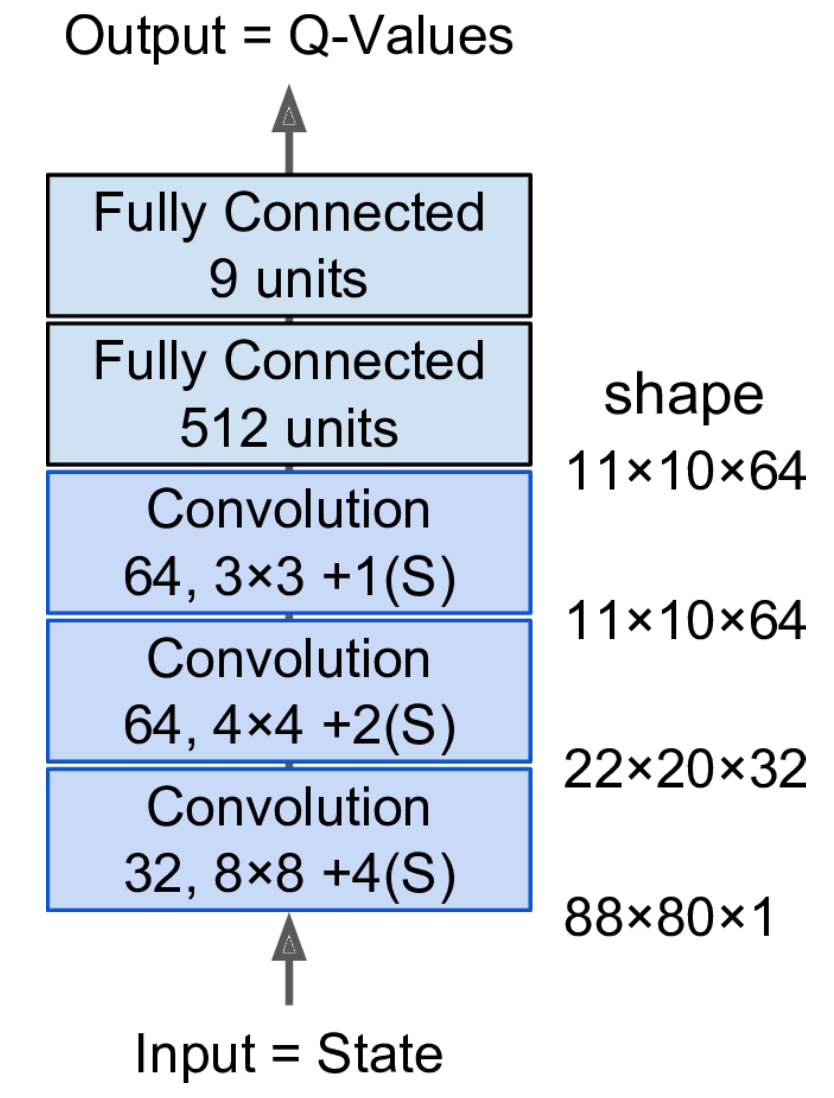 Output = Q-Values
Fully Connected
9 units
Fully Connected
512 units
shape
11×10×64
Convolution
64, 3×3 +1(S)
11×10×64
Convolution
64, 4×4 +2(S)
22×20×32
Convolution
32, 8×8 +4(S)
88×80×1
Input = State